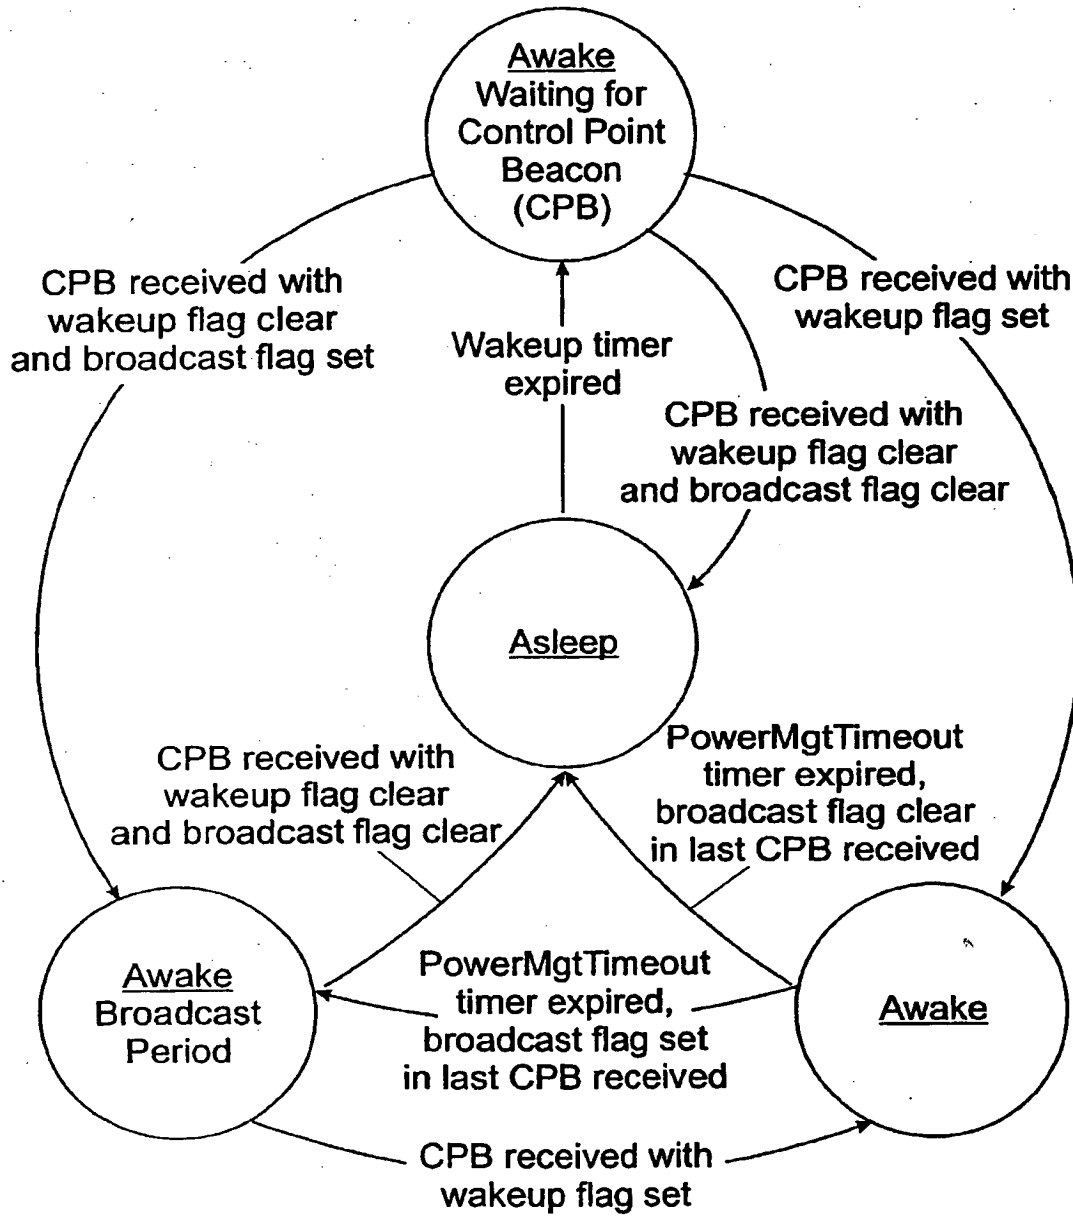 Awake
Waiting for
Control Point
Beacon
(CPB)
CPB received with
wakeup flag clear
and broadcast flag set
CPB received with
wakeup flag set
Wakeup timer
expired
CPB received with
wakeup flag clear
and broadcast flag clear
Asleep
CPB received with
wakeup flag clear
and broadcast flag clear
PowerMgtTimeout
timer expired,
broadcast flag clear
in last CPB received
Awake
Broadcast
Period
PowerMgtTimeout
timer expired,
broadcast flag set
in last CPB received
Awake
CPB received with
wakeup flag set